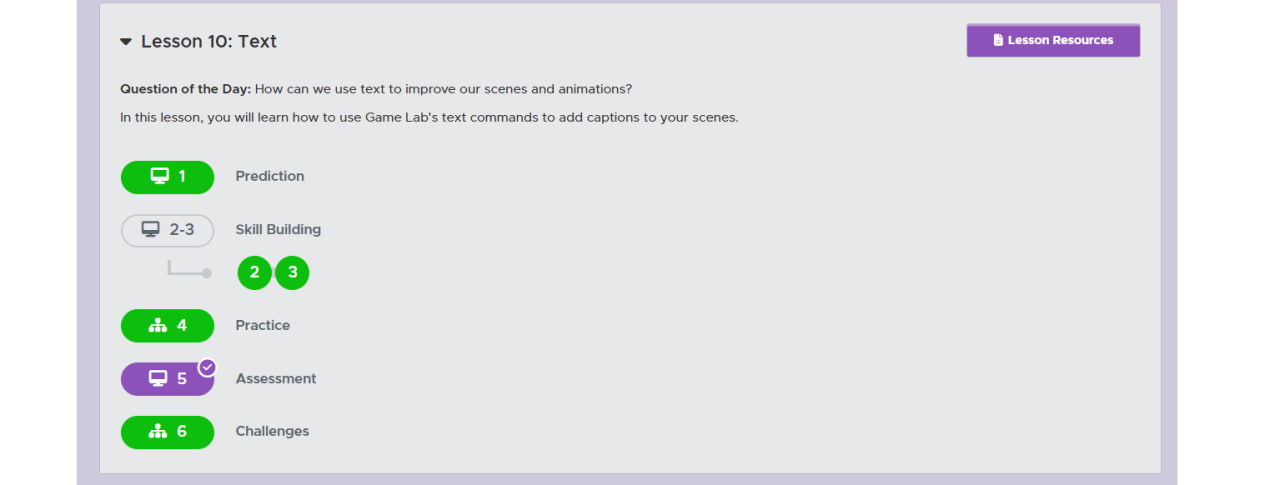 Lesson 10: Text
Lesson Resources
Question of the Day: How can we use text to improve our scenes and animations?
In this lesson, you will learn how to use Game Lab's text commands to add captions to your scenes.
1 Prediction
2-3 Skill Building
2 3
4 Practice
5 Assessment
6 Challenges